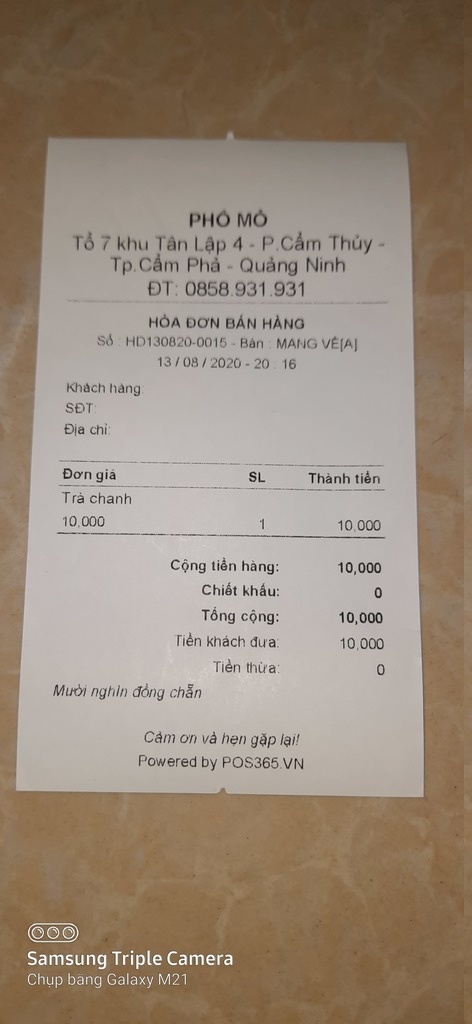 PHỐ MỎ
Tổ 7 khu Tân Lập 4 - P.Cẩm Thủy -
Tp.Cẩm Phả - Quảng Ninh
ĐT: 0858.931.931
HÓA ĐƠN BÁN HÀNG
Số : HD130820-0015 - Bàn : MANG VỀ[A]
13 / 08 / 2020 - 20 : 16
Khách hàng:
SĐT:
Địa chỉ:
Đơn giá SL Thành tiền
Trà chanh
10,000 1 10,000
Cộng tiền hàng: 10,000
Chiết khấu: 0
Tổng cộng: 10,000
Tiền khách đưa: 10,000
Tiền thừa: 0
Mười nghìn đồng chẵn
Cảm ơn và hẹn gặp lại!
Powered by POS365.VN
Samsung Triple Camera
Chụp bằng Galaxy M21